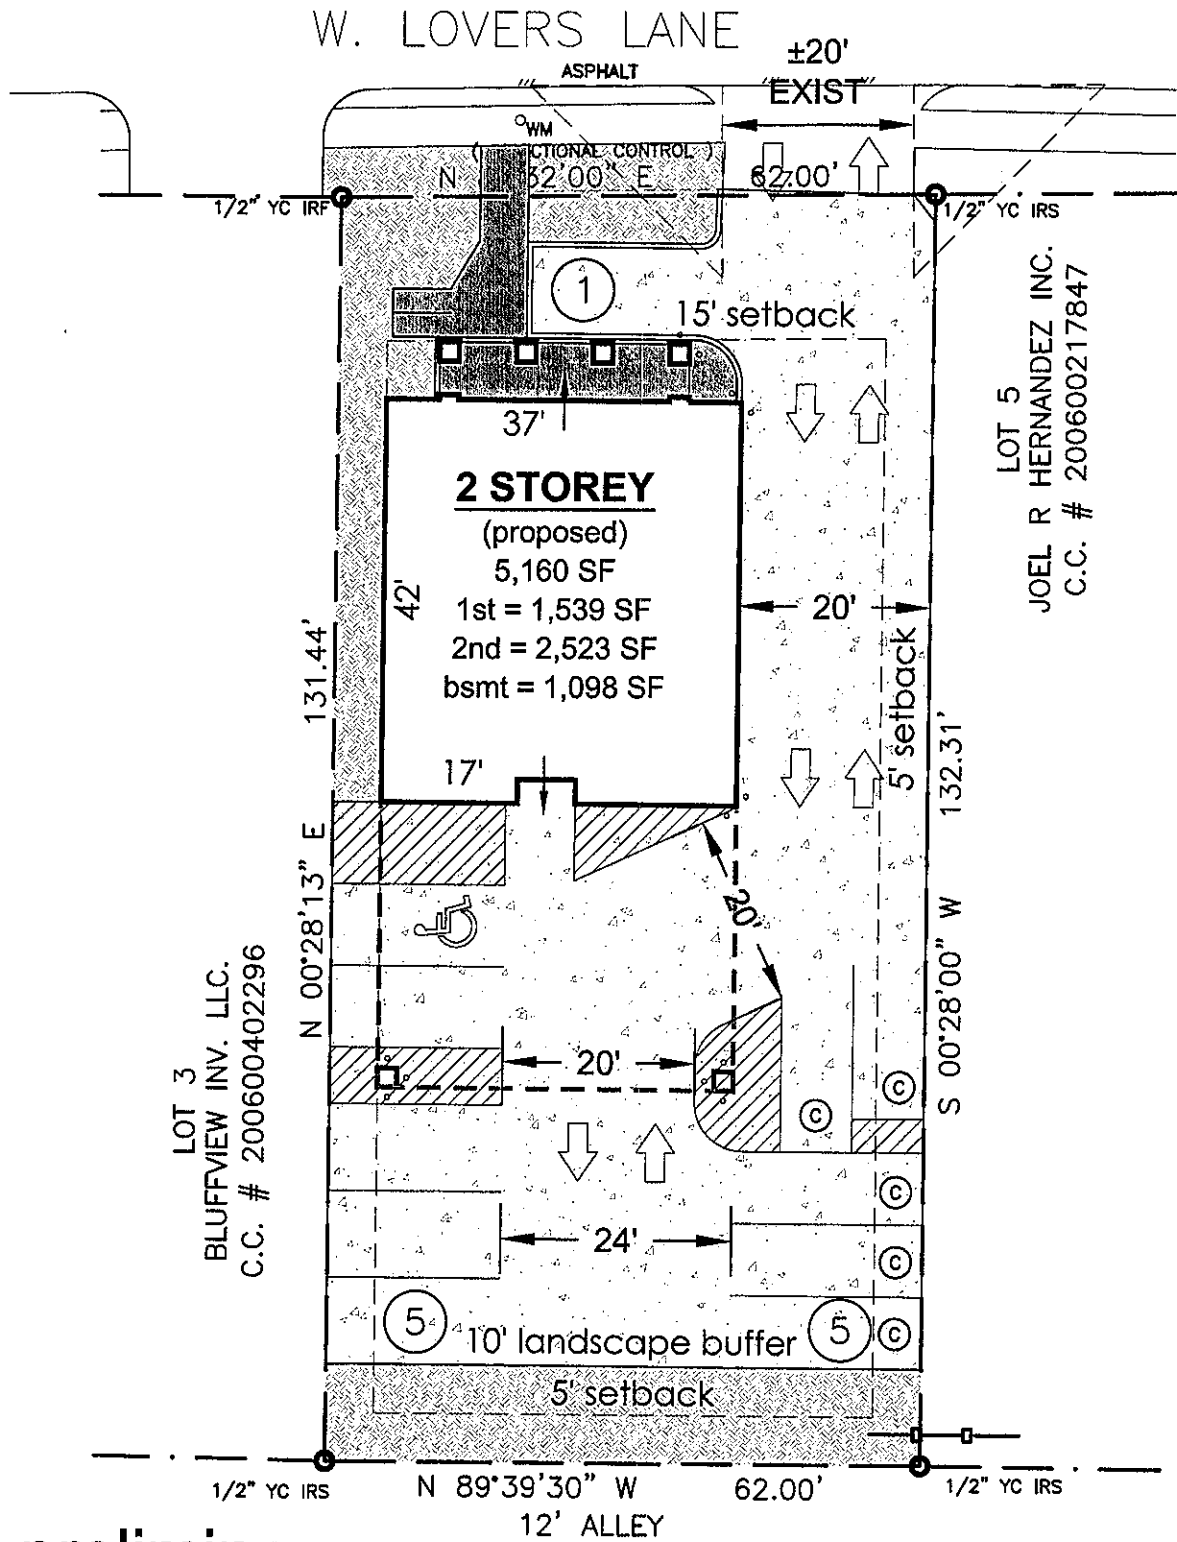 W. LOVERS LANE
±20'
EXIST
ASPHALT
WM
CTIONAL CONTROL )
N 32'00" E 62.00'
1/2" YC IRF
1/2" YC IRS
1
15' setback
LOT 5
JOEL R HERNANDEZ INC.
C.C. # 200600217847
37'
2 STOREY
(proposed)
5,160 SF
1st = 1,539 SF
2nd = 2,523 SF
bsmt = 1,098 SF
42'
20'
5' setback
131.44'
N 00°28'13" E
132.31'
S 00°28'00" W
17'
20'
LOT 3
BLUFFVIEW INV. LLC.
C.C. # 200600402296
20'
C
C
C
24'
C
5
10' landscape buffer
5
C
5' setback
1/2" YC IRS
N 89°39'30" W 62.00'
1/2" YC IRS
12' ALLEY